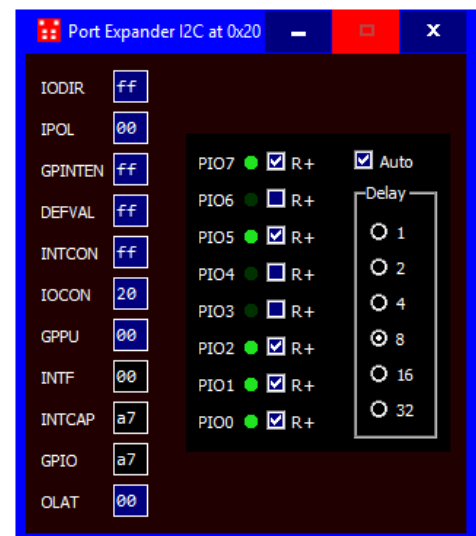 Port Expander I2C at 0x20
IODIR ff
IPOL 00
GPINTEN ff
DEFVAL ff
INTCON ff
IOCON 20
GPPU 00
INTF 00
INTCAP a7
GPIO a7
OLAT 00
PIO7 R+
PIO6 R+
PIO5 R+
PIO4 R+
PIO3 R+
PIO2 R+
PIO1 R+
PIO0 R+
Auto
Delay
1
2
4
8
16
32